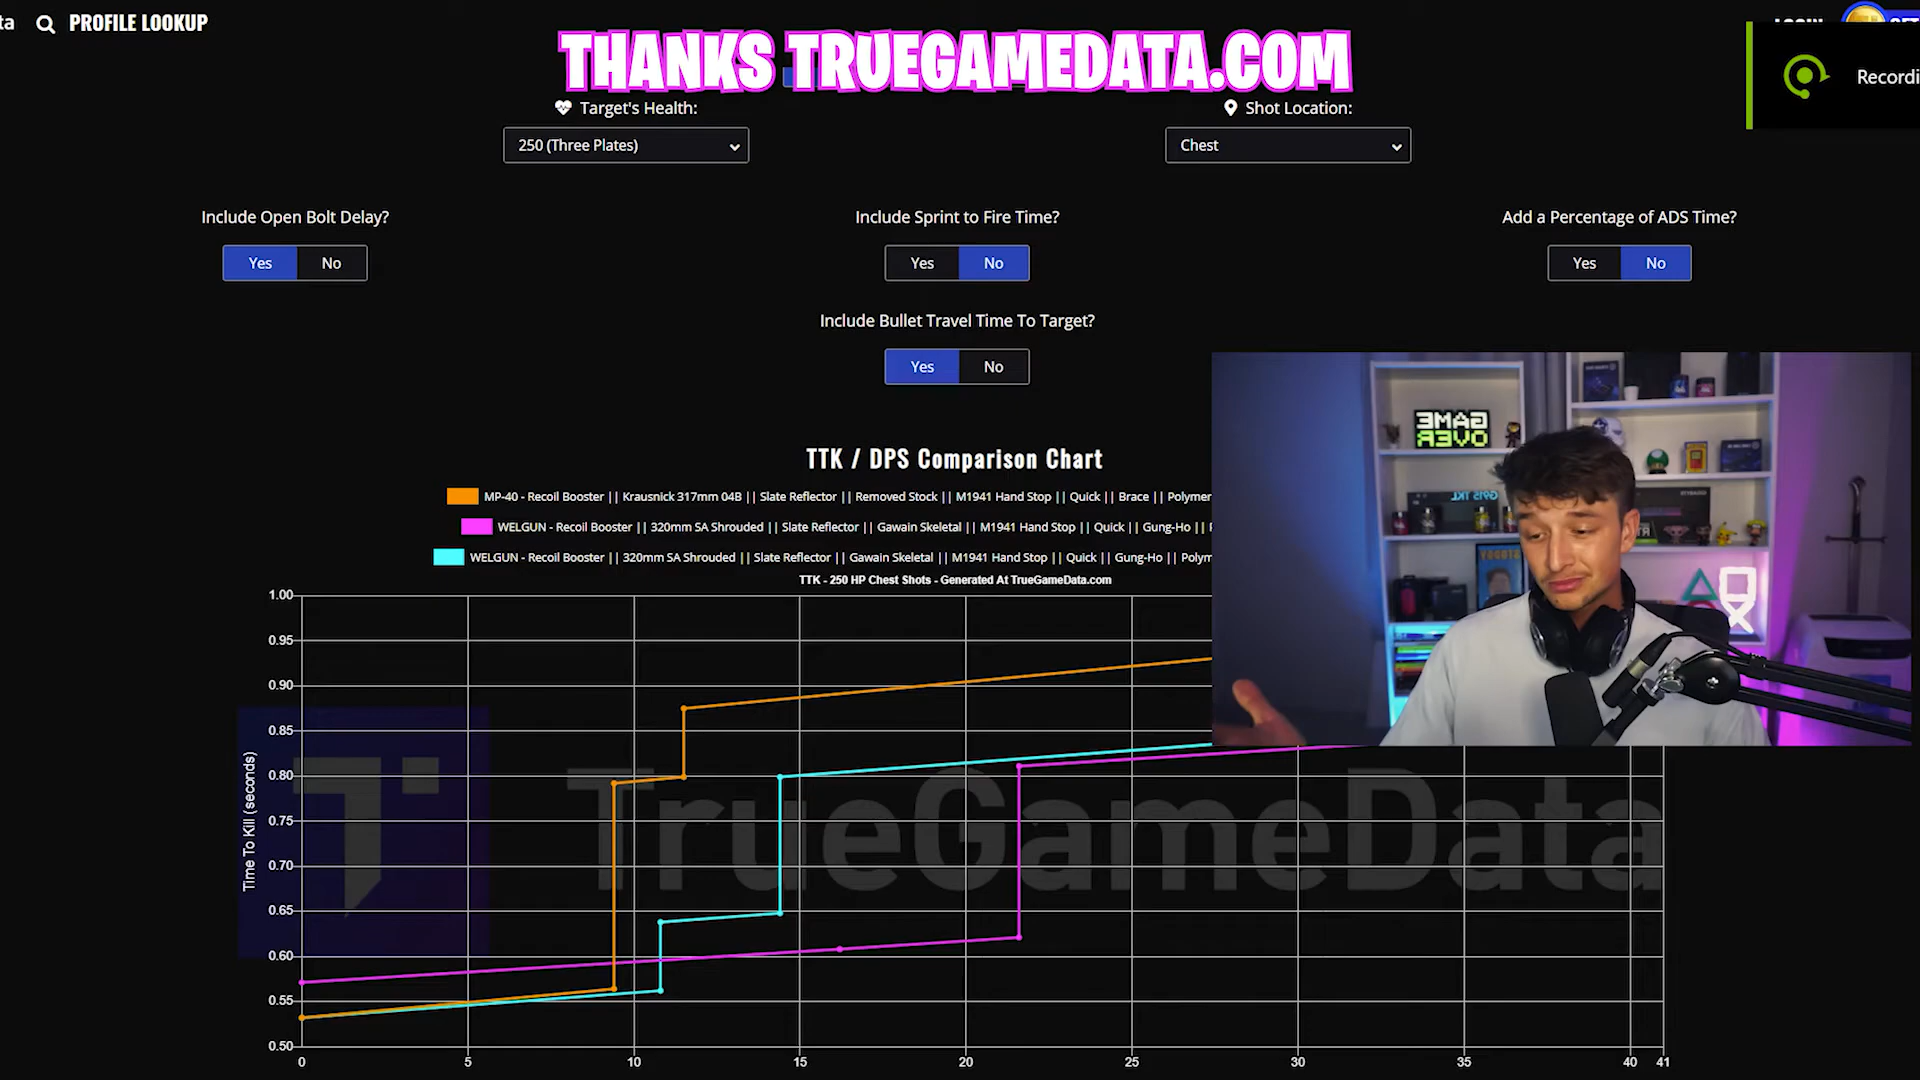 ta PROFILE LOOKUP
THANKS TRUEGAMEDATA.COM
Recordi
Target's Health:
Shot Location:
250 (Three Plates)
Chest
Include Open Bolt Delay?
Include Sprint to Fire Time?
Add a Percentage of ADS Time?
Yes No
Yes No
Yes No
Include Bullet Travel Time To Target?
Yes No
GAME
OVER
G915 TKL
TTK / DPS Comparison Chart
MP-40 - Recoil Booster || Krausnick 317mm 04B || Slate Reflector || Removed Stock || M1941 Hand Stop || Quick || Brace || Polymer
WELGUN - Recoil Booster || 320mm SA Shrouded || Slate Reflector || Gawain Skeletal || M1941 Hand Stop || Quick || Gung-Ho ||
WELGUN - Recoil Booster || 320mm SA Shrouded || Slate Reflector || Gawain Skeletal || M1941 Hand Stop || Quick || Gung-Ho || Polym
TTK - 250 HP Chest Shots - Generated At TrueGameData.com
1.00
0.95
0.90
0.85
0.80
0.75
0.70
0.65
0.60
0.55
0.50
Time To Kill (seconds)
TrueGameData
0 5 10 15 20 25 30 35 40 41